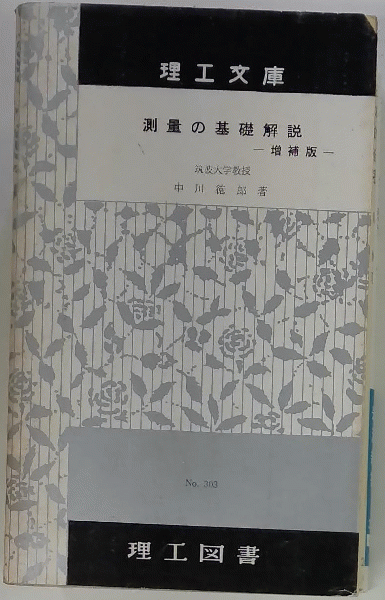 理工文庫
測量の基礎解説
―増補版―
筑波大学教授
中川徳郎著
No. 303
理工図書